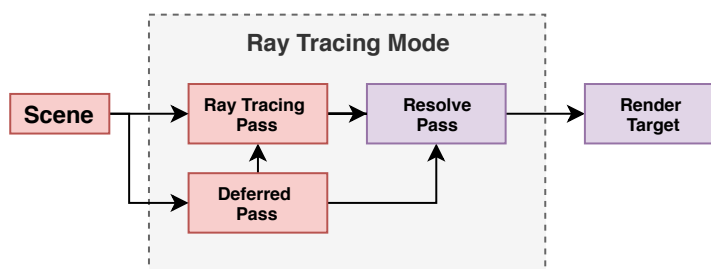 Ray Tracing Mode
Scene
Ray Tracing
Pass
Resolve
Pass
Render
Target
Deferred
Pass